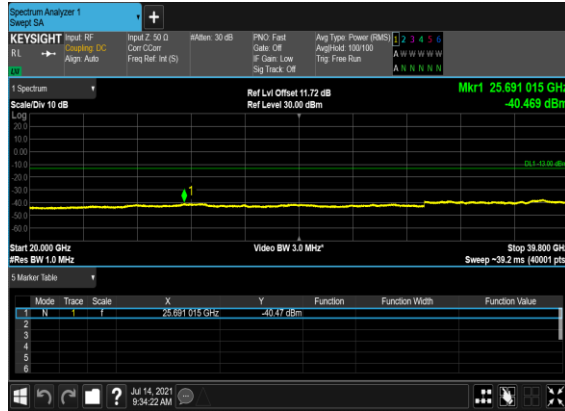 Spectrum Analyzer 1
Swept SA
+
KEYSIGHT Input: RF Input Z: 50 Ω #Atten: 30 dB PNO: Fast Avg Type: Power (RMS) 1 2 3 4 5 6
RL Coupling: DC Corr CCorr Gate: Off Avg|Hold: 100/100 A W W W W W
Align: Auto Freq Ref: Int (S) IF Gain: Low Trig: Free Run
Sig Track: Off A N N N N N
1 Spectrum Ref Lvl Offset 11.72 dB Mkr1 25.691 015 GHz
Scale/Div 10 dB Ref Level 30.00 dBm -40.469 dBm
Log
20.0
10.0
0.00
-10.0
DL1 -13.00 dBm
-20.0
-30.0
1
-40.0
-50.0
-60.0
Start 20.000 GHz Video BW 3.0 MHz* Stop 39.800 GHz
#Res BW 1.0 MHz Sweep ~39.2 ms (40001 pts)
5 Marker Table
Mode Trace Scale X Y Function Function Width Function Value
1 N 1 f 25.691 015 GHz -40.47 dBm
2
3
4
5
6
? Jul 14, 2021
9:34:22 AM